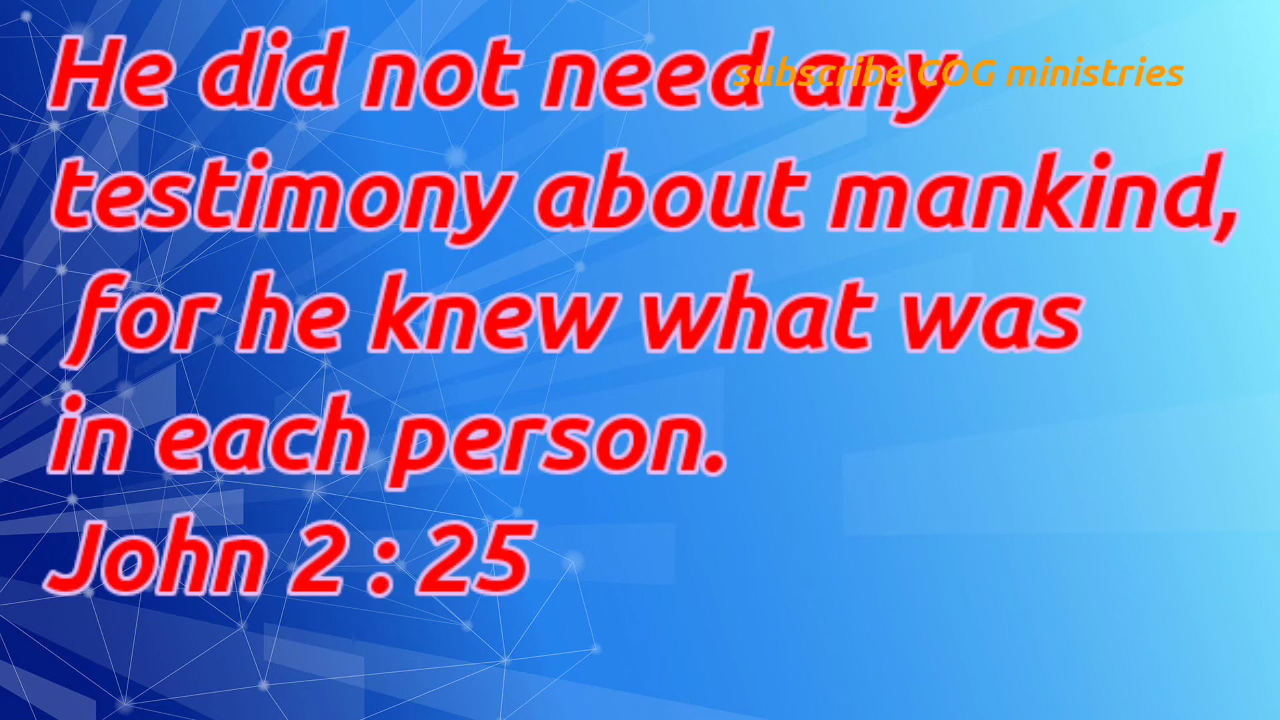 He did not need any
subscribe COG ministries
testimony about mankind,
for he knew what was
in each person.
John 2 : 25